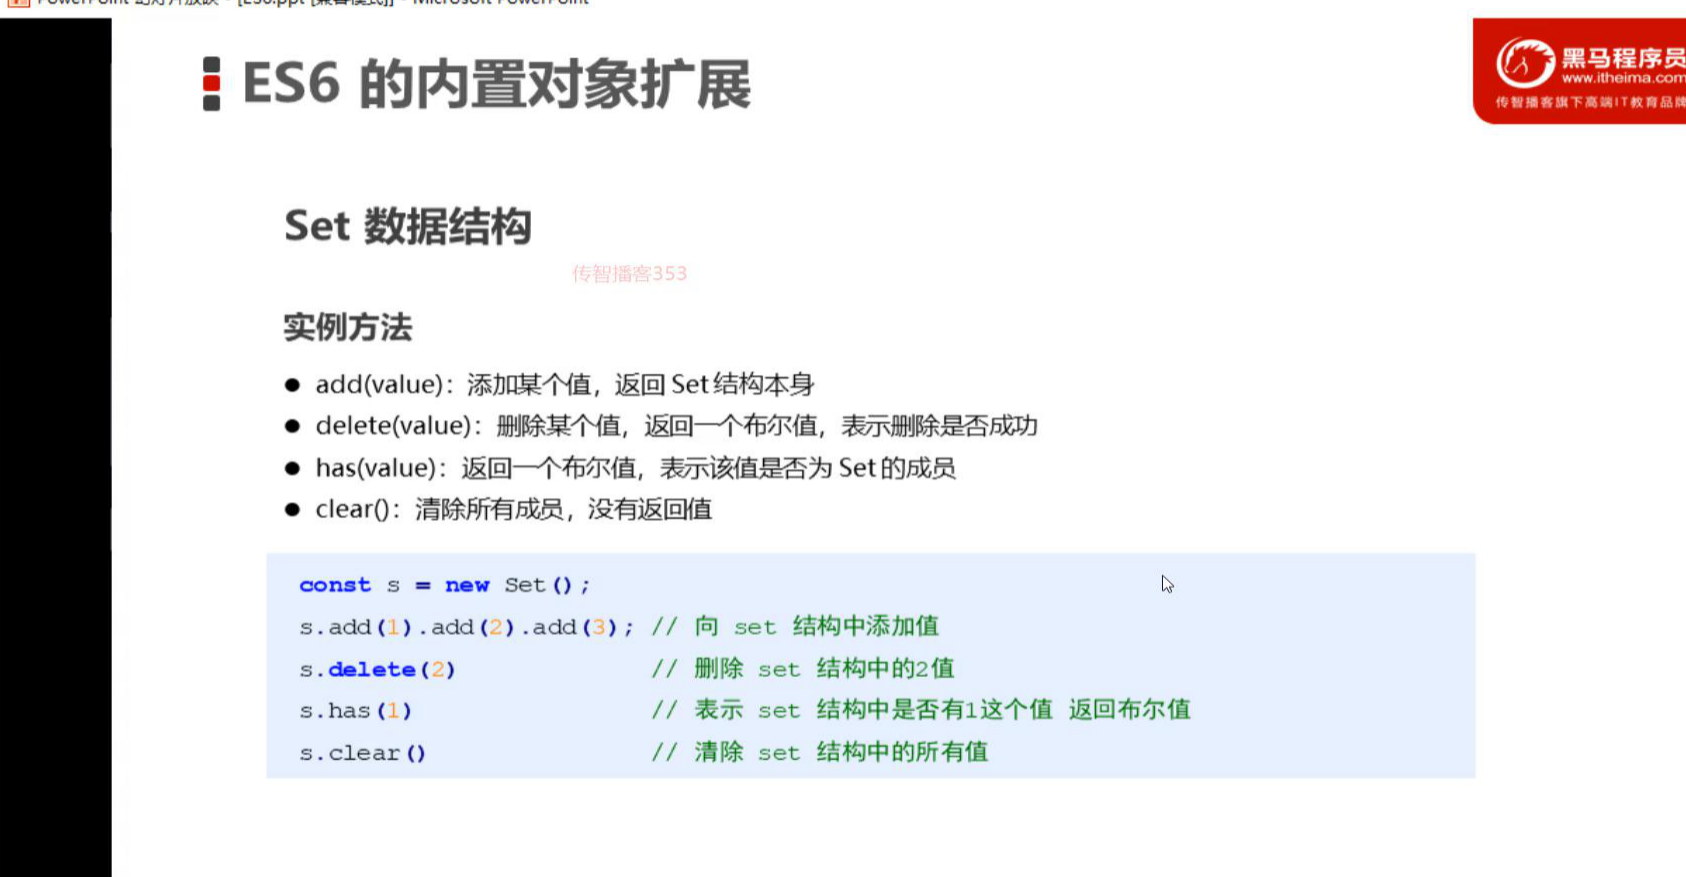 ES6 的内置对象扩展
黑马程序员
www.itheima.com
传智播客旗下高端IT教育品牌
Set 数据结构
传智播客353
实例方法
● add(value)：添加某个值，返回 Set 结构本身
● delete(value)：删除某个值，返回一个布尔值，表示删除是否成功
● has(value)：返回一个布尔值，表示该值是否为 Set 的成员
● clear()：清除所有成员，没有返回值
const s = new Set();
s.add(1).add(2).add(3); // 向 set 结构中添加值
s.delete(2) // 删除 set 结构中的2值
s.has(1) // 表示 set 结构中是否有1这个值 返回布尔值
s.clear() // 清除 set 结构中的所有值